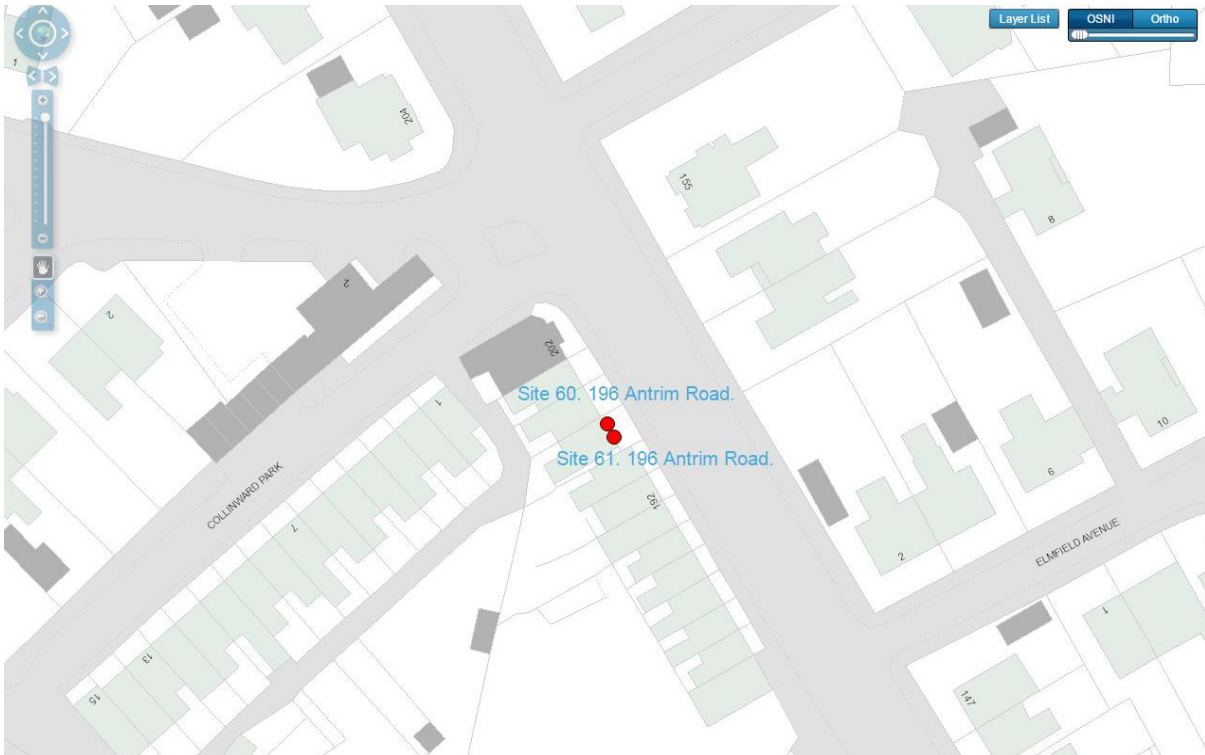 Layer List
OSNI
Ortho
1
204
155
8
2
2
202
Site 60. 196 Antrim Road.
1
10
Site 61. 196 Antrim Road.
6
192
COLLINWARD PARK
7
2
ELMFIELD AVENUE
1
13
15
147